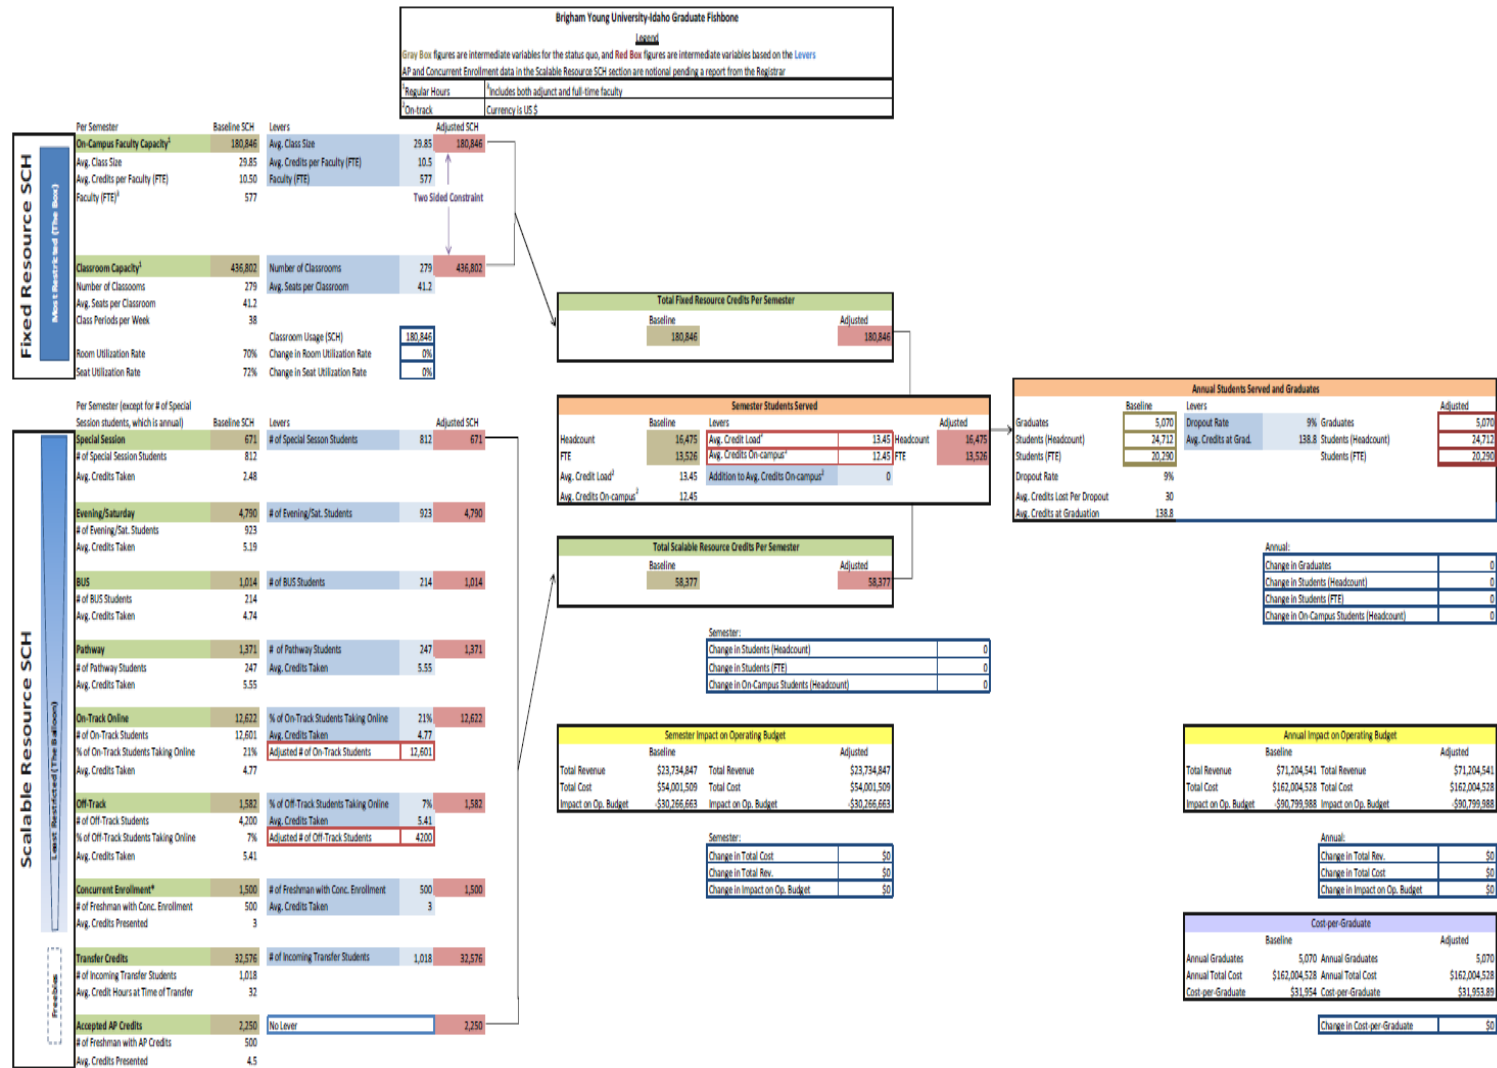 Brigham Young University-Idaho Graduate Fishbone
Legend
Gray Box figures are intermediate variables for the status quo, and Red Box figures are intermediate variables based on the Levers
AP and Concurrent Enrollment data in the Scalable Resource SCH section are notional pending a report from the Registrar
¹Regular Hours ³Includes both adjunct and full-time faculty
²On-track Currency is US $
Fixed Resource SCH
Most Restricted (The Box)
Per Semester Baseline SCH Levers Adjusted SCH
On-Campus Faculty Capacity¹ 180,846 Avg. Class Size 29.85 180,846
Avg. Class Size 29.85 Avg. Credits per Faculty (FTE) 10.5
Avg. Credits per Faculty (FTE) 10.50 Faculty (FTE) 577
Faculty (FTE)³ 577 Two Sided Constraint
Classroom Capacity¹ 436,802 Number of Classrooms 279 436,802
Number of Classooms 279 Avg. Seats per Classroom 41.2
Avg. Seats per Classroom 41.2
Class Periods per Week 38
Classroom Usage (SCH) 180,846
Room Utilization Rate 70% Change in Room Utilization Rate 0%
Seat Utilization Rate 72% Change in Seat Utilization Rate 0%
Scalable Resource SCH
Least Restricted (The Balloon)
Freebies
Per Semester (except for # of Special
Session students, which is annual) Baseline SCH Levers Adjusted SCH
Special Session 671 # of Special Sesson Students 812 671
# of Special Session Students 812
Avg. Credits Taken 2.48
Evening/Saturday 4,790 # of Evening/Sat. Students 923 4,790
# of Evening/Sat. Students 923
Avg. Credits Taken 5.19
BUS 1,014 # of BUS Students 214 1,014
# of BUS Students 214
Avg. Credits Taken 4.74
Pathway 1,371 # of Pathway Students 247 1,371
# of Pathway Students 247 Avg. Credits Taken 5.55
Avg. Credits Taken 5.55
On-Track Online 12,622 % of On-Track Students Taking Online 21% 12,622
# of On-Track Students 12,601 Avg. Credits Taken 4.77
% of On-Track Students Taking Online 21% Adjusted # of On-Track Students 12,601
Avg. Credits Taken 4.77
Off-Track 1,582 % of Off-Track Students Taking Online 7% 1,582
# of Off-Track Students 4,200 Avg. Credits Taken 5.41
% of Off-Track Students Taking Online 7% Adjusted # of Off-Track Students 4200
Avg. Credits Taken 5.41
Concurrent Enrollment* 1,500 # of Freshman with Conc. Enrollment 500 1,500
# of Freshman with Conc. Enrollment 500 Avg. Credits Taken 3
Avg. Credits Presented 3
Transfer Credits 32,576 # of Incoming Transfer Students 1,018 32,576
# of Incoming Transfer Students 1,018
Avg. Credit Hours at Time of Transfer 32
Accepted AP Credits 2,250 No Lever 2,250
# of Freshman with AP Credits 500
Avg. Credits Presented 4.5
Total Fixed Resource Credits Per Semester
Baseline Adjusted
180,846 180,846
Semester Students Served
Baseline Levers Adjusted
Headcount 16,475 Avg. Credit Load² 13.45 Headcount 16,475
FTE 13,526 Avg. Credits On-campus² 12.45 FTE 13,526
Avg. Credit Load² 13.45 Addition to Avg. Credits On-campus² 0
Avg. Credits On-campus² 12.45
Total Scalable Resource Credits Per Semester
Baseline Adjusted
58,377 58,377
Semester:
Change in Students (Headcount) 0
Change in Students (FTE) 0
Change in On-Campus Students (Headcount) 0
Semester Impact on Operating Budget
Baseline Adjusted
Total Revenue $23,734,847 Total Revenue $23,734,847
Total Cost $54,001,509 Total Cost $54,001,509
Impact on Op. Budget -$30,266,663 Impact on Op. Budget -$30,266,663
Semester:
Change in Total Cost $0
Change in Total Rev. $0
Change in Impact on Op. Budget $0
Annual Students Served and Graduates
Baseline Levers Adjusted
Graduates 5,070 Dropout Rate 9% Graduates 5,070
Students (Headcount) 24,712 Avg. Credits at Grad. 138.8 Students (Headcount) 24,712
Students (FTE) 20,290 Students (FTE) 20,290
Dropout Rate 9%
Avg. Credits Lost Per Dropout 30
Avg. Credits at Graduation 138.8
Annual:
Change in Graduates 0
Change in Students (Headcount) 0
Change in Students (FTE) 0
Change in On-Campus Students (Headcount) 0
Annual Impact on Operating Budget
Baseline Adjusted
Total Revenue $71,204,541 Total Revenue $71,204,541
Total Cost $162,004,528 Total Cost $162,004,528
Impact on Op. Budget -$90,799,988 Impact on Op. Budget -$90,799,988
Annual:
Change in Total Rev. $0
Change in Total Cost $0
Change in Impact on Op. Budget $0
Cost-per-Graduate
Baseline Adjusted
Annual Graduates 5,070 Annual Graduates 5,070
Annual Total Cost $162,004,528 Annual Total Cost $162,004,528
Cost-per-Graduate $31,954 Cost-per-Graduate $31,953.89
Change in Cost-per-Graduate $0